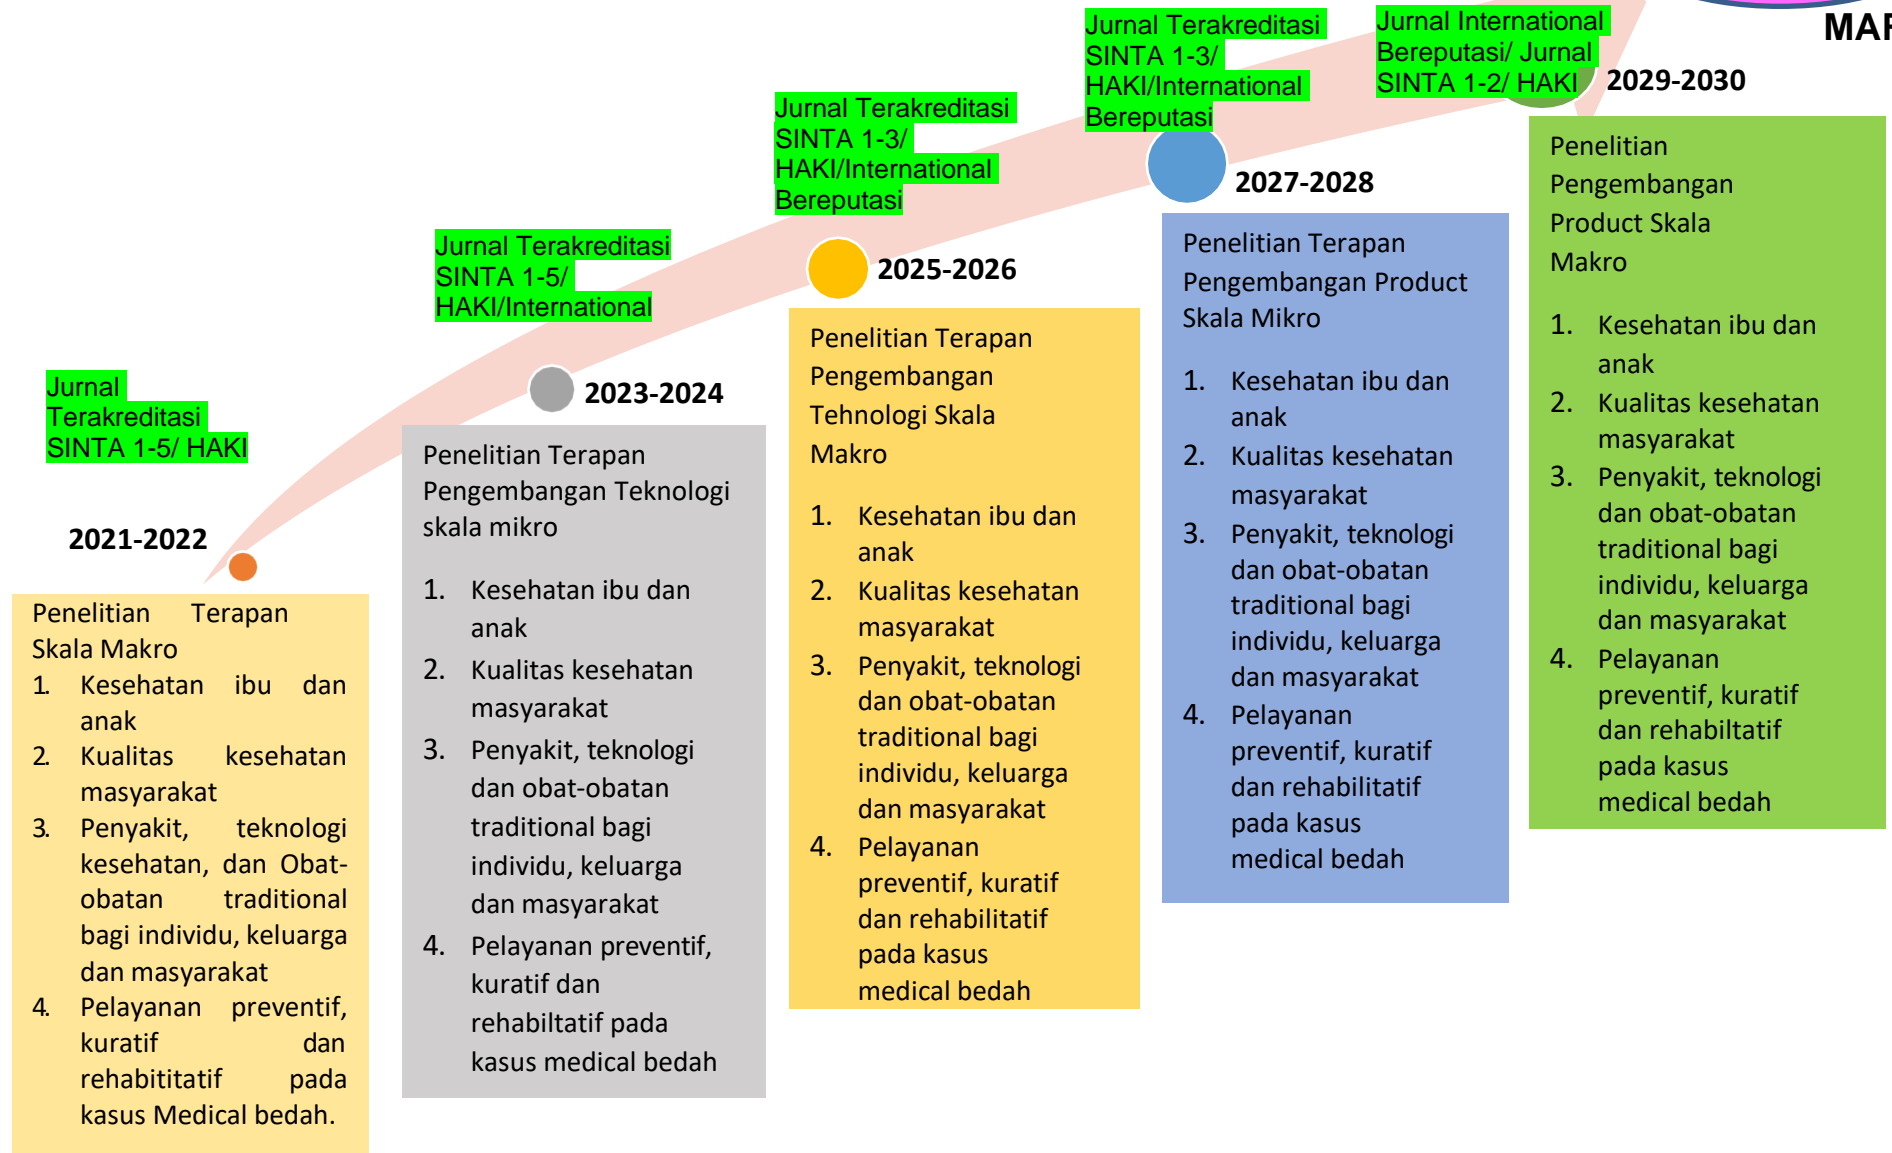 Jurnal
Terakreditasi
SINTA 1-5/ HAKI
2021-2022
Penelitian Terapan
Skala Makro
1. Kesehatan ibu dan
anak
2. Kualitas kesehatan
masyarakat
3. Penyakit, teknologi
kesehatan, dan Obat-
obatan traditional
bagi individu, keluarga
dan masyarakat
4. Pelayanan preventif,
kuratif dan
rehabititatif pada
kasus Medical bedah.
Jurnal Terakreditasi
SINTA 1-5/
HAKI/International
2023-2024
Penelitian Terapan
Pengembangan Teknologi
skala mikro
1. Kesehatan ibu dan
anak
2. Kualitas kesehatan
masyarakat
3. Penyakit, teknologi
dan obat-obatan
traditional bagi
individu, keluarga
dan masyarakat
4. Pelayanan preventif,
kuratif dan
rehabiltatif pada
kasus medical bedah
Jurnal Terakreditasi
SINTA 1-3/
HAKI/International
Bereputasi
2025-2026
Penelitian Terapan
Pengembangan
Tehnologi Skala
Makro
1. Kesehatan ibu dan
anak
2. Kualitas kesehatan
masyarakat
3. Penyakit, teknologi
dan obat-obatan
traditional bagi
individu, keluarga
dan masyarakat
4. Pelayanan
preventif, kuratif
dan rehabilitatif
pada kasus
medical bedah
Jurnal Terakreditasi
SINTA 1-3/
HAKI/International
Bereputasi
2027-2028
Penelitian Terapan
Pengembangan Product
Skala Mikro
1. Kesehatan ibu dan
anak
2. Kualitas kesehatan
masyarakat
3. Penyakit, teknologi
dan obat-obatan
traditional bagi
individu, keluarga
dan masyarakat
4. Pelayanan
preventif, kuratif
dan rehabilitatif
pada kasus
medical bedah
Jurnal International
Bereputasi/ Jurnal
SINTA 1-2/ HAKI
2029-2030
Penelitian
Pengembangan
Product Skala
Makro
1. Kesehatan ibu dan
anak
2. Kualitas kesehatan
masyarakat
3. Penyakit, teknologi
dan obat-obatan
traditional bagi
individu, keluarga
dan masyarakat
4. Pelayanan
preventif, kuratif
dan rehabiltatif
pada kasus
medical bedah